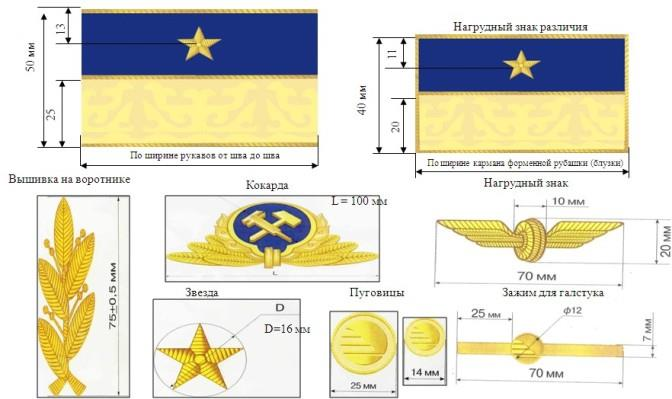 13
50 мм
25
По ширине рукавов от шва до шва
Нагрудный знак различия
11
40 мм
20
По ширине кармана форменной рубашки (блузки)
Вышивка на воротнике
75±0,5 мм
Кокарда
L = 100 мм
L
Нагрудный знак
10 мм
20 мм
70 мм
Звезда
D
D=16 мм
Пуговицы
25 мм
14 мм
Зажим для галстука
25 мм
ф12
7 мм
70 мм